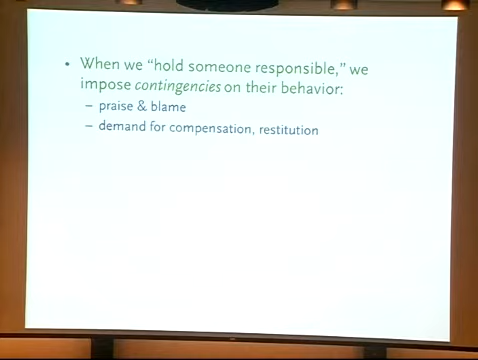 • When we “hold someone responsible,” we
impose contingencies on their behavior:
– praise & blame
– demand for compensation, restitution